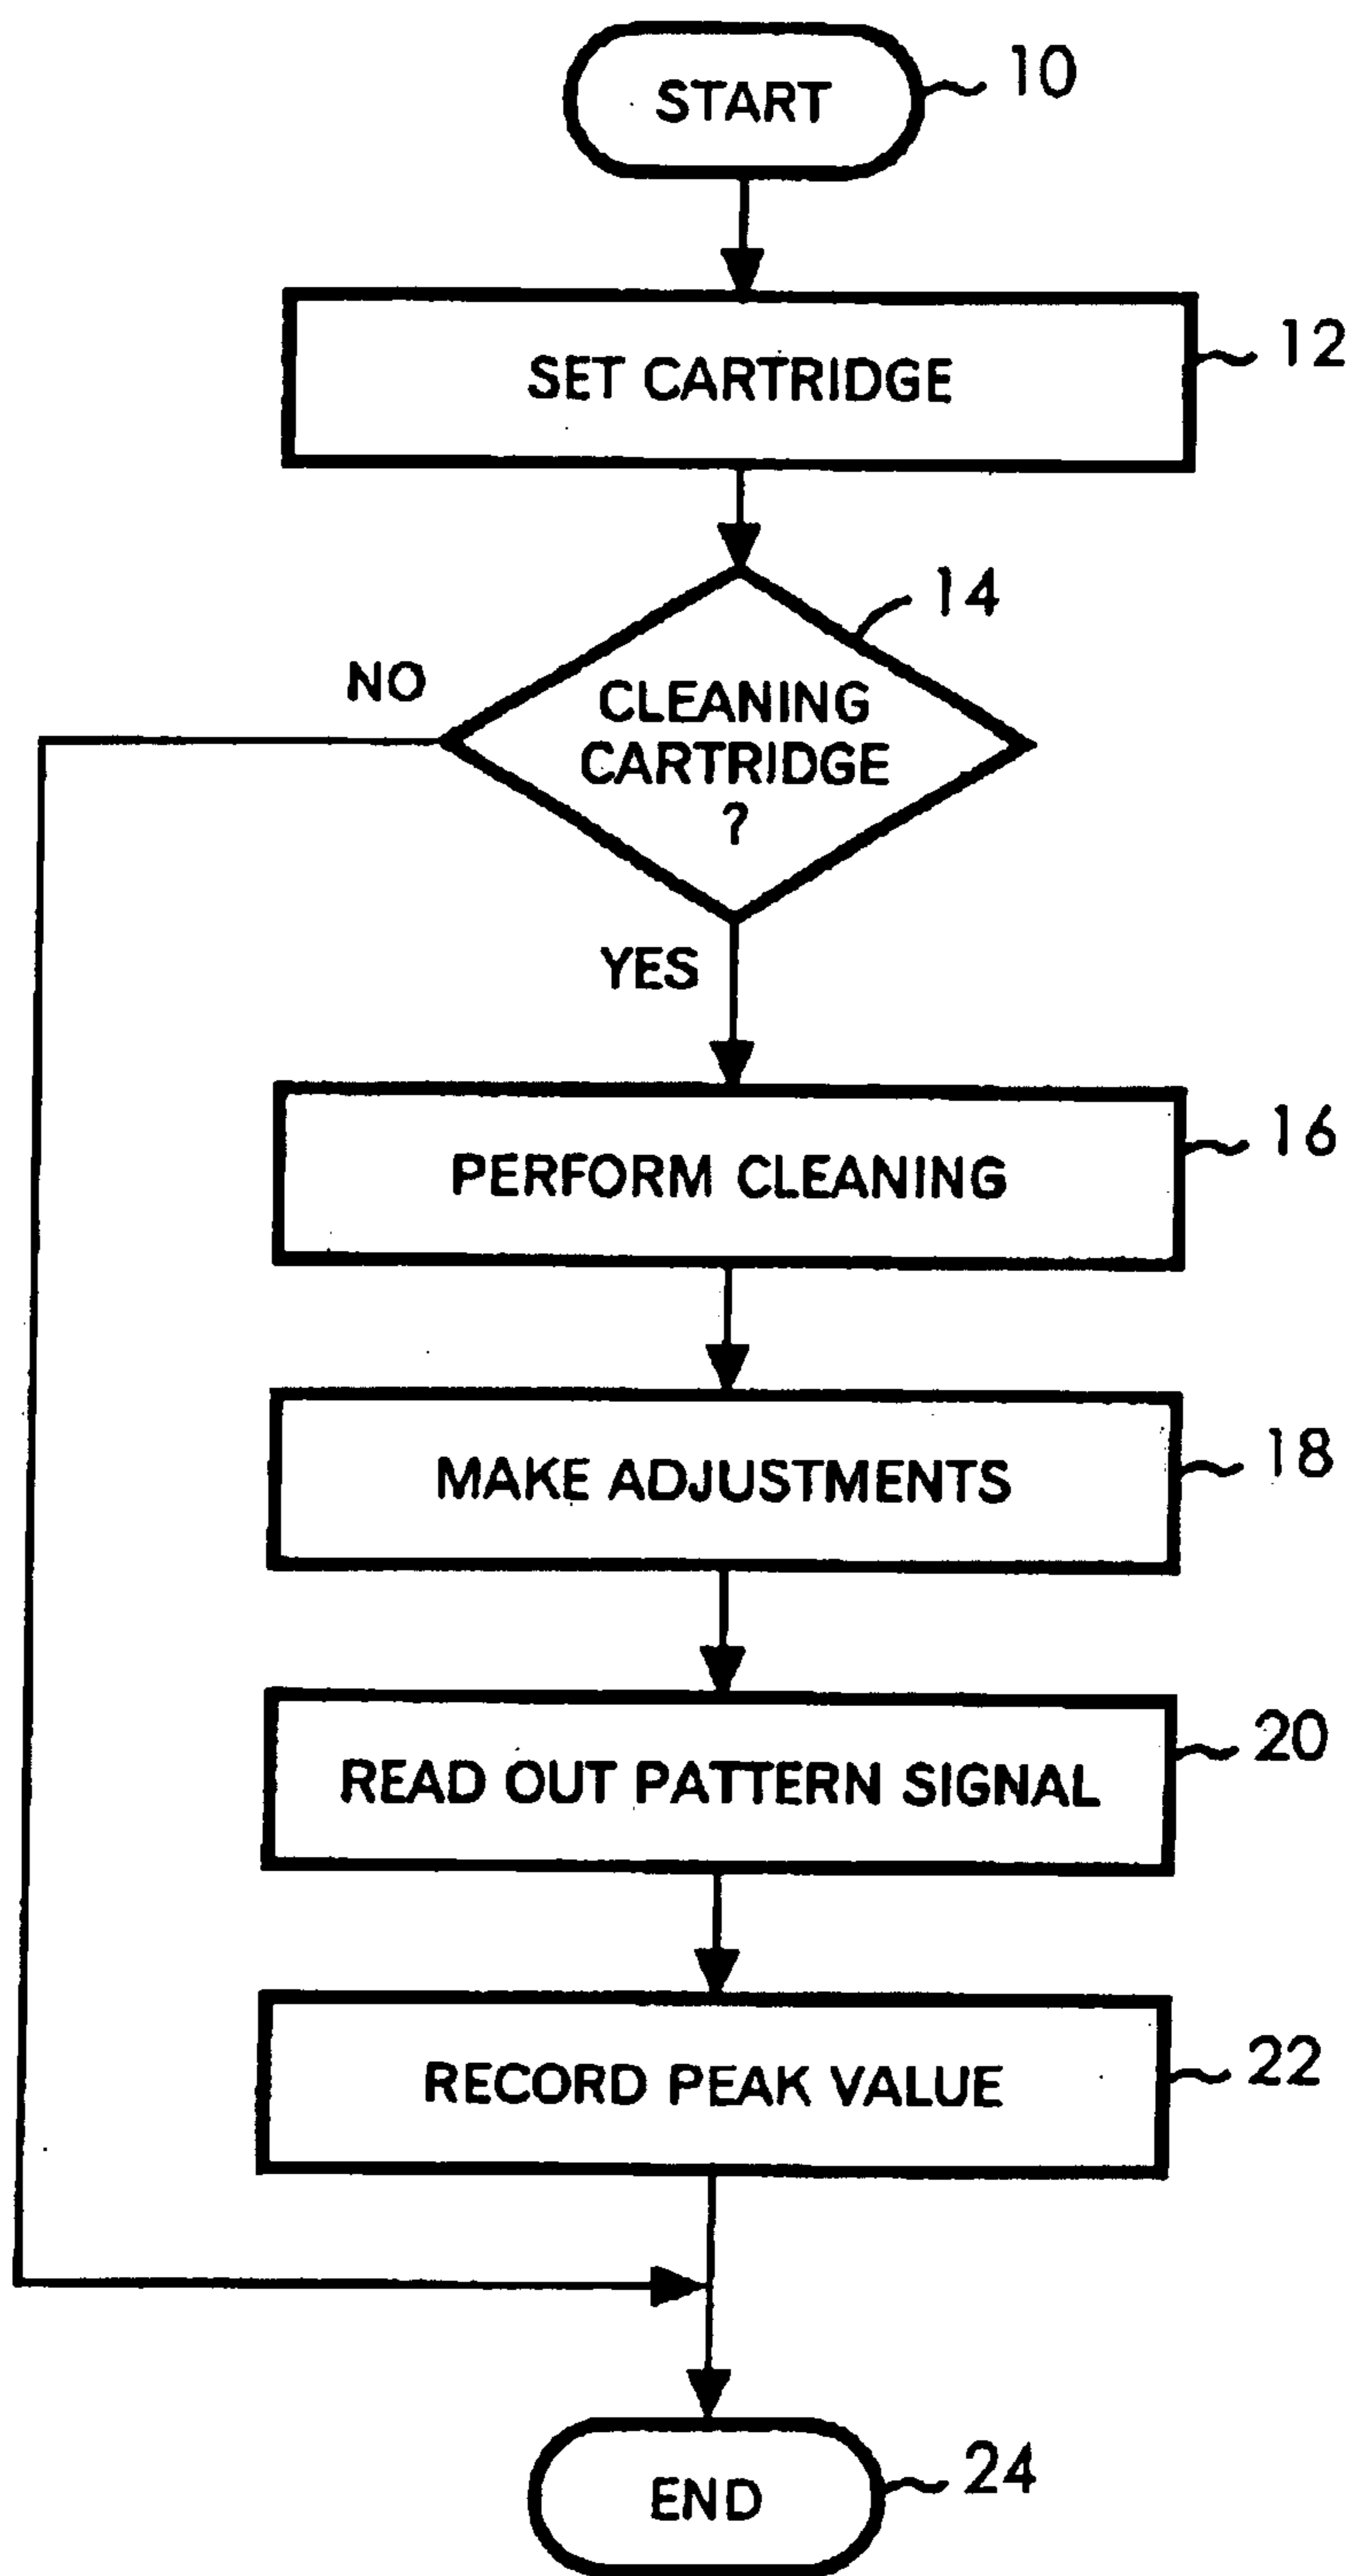 START
10
SET CARTRIDGE
12
14
NO
CLEANING
CARTRIDGE
?
YES
PERFORM CLEANING
16
MAKE ADJUSTMENTS
18
READ OUT PATTERN SIGNAL
20
RECORD PEAK VALUE
22
END
24